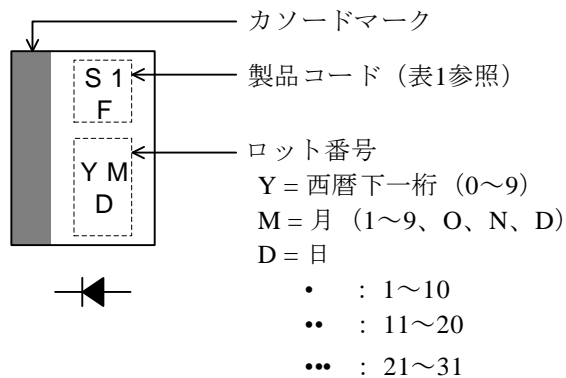 カソードマーク
S 1
F
製品コード（表1参照）
Y M
D
ロット番号
Y = 西暦下一桁（0～9）
M = 月（1～9、O、N、D）
D = 日
• : 1～10
•• : 11～20
••• : 21～31